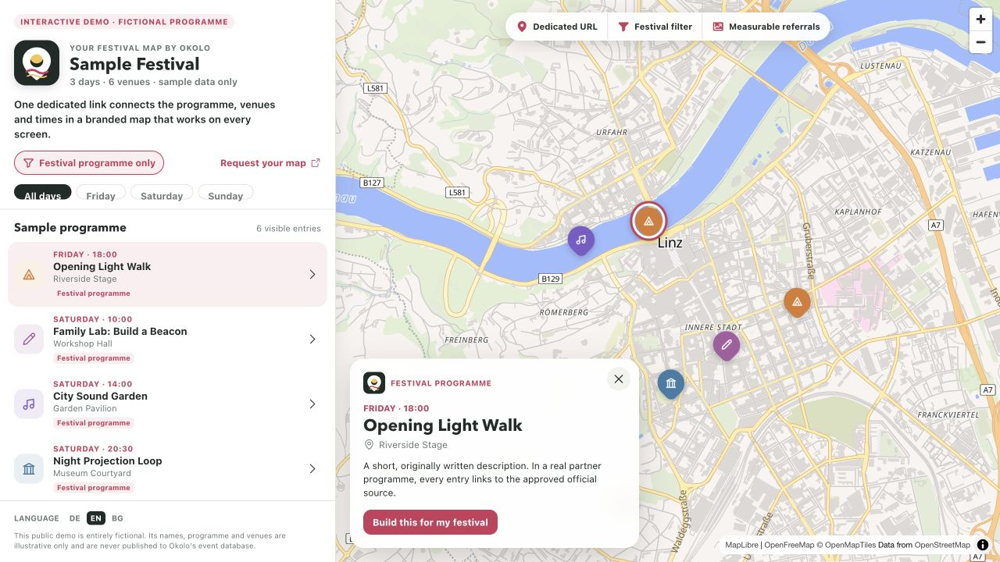 INTERACTIVE DEMO · FICTIONAL PROGRAMME
YOUR FESTIVAL MAP BY OKOLO
Sample Festival
3 days · 6 venues · sample data only
One dedicated link connects the programme, venues
and times in a branded map that works on every
screen.
Festival programme only
Request your map
All days
Friday
Saturday
Sunday
Sample programme
6 visible entries
FRIDAY · 18:00
Opening Light Walk
Riverside Stage
Festival programme
SATURDAY · 10:00
Family Lab: Build a Beacon
Workshop Hall
Festival programme
SATURDAY · 14:00
City Sound Garden
Garden Pavilion
Festival programme
SATURDAY · 20:30
Night Projection Loop
Museum Courtyard
Festival programme
LANGUAGE DE EN BG
This public demo is entirely fictional. Its names, programme and venues are
illustrative only and are never published to Okolo's event database.
Dedicated URL
Festival filter
Measurable referrals
LUSTENAU
L581
URFAHR
KATZENAU
B127
L581
KAPLANHOF
HAFEN
A7
Linz
Gruberstraße
B129
RÖMERBERG
INNERE STADT
FREINBERG
A7
FRANCKVIERTEL
Waldeggstraße
FESTIVAL PROGRAMME
FRIDAY · 18:00
Opening Light Walk
Riverside Stage
A short, originally written description. In a real partner
programme, every entry links to the approved official
source.
Build this for my festival
MapLibre | OpenFreeMap © OpenMapTiles Data from OpenStreetMap
A7